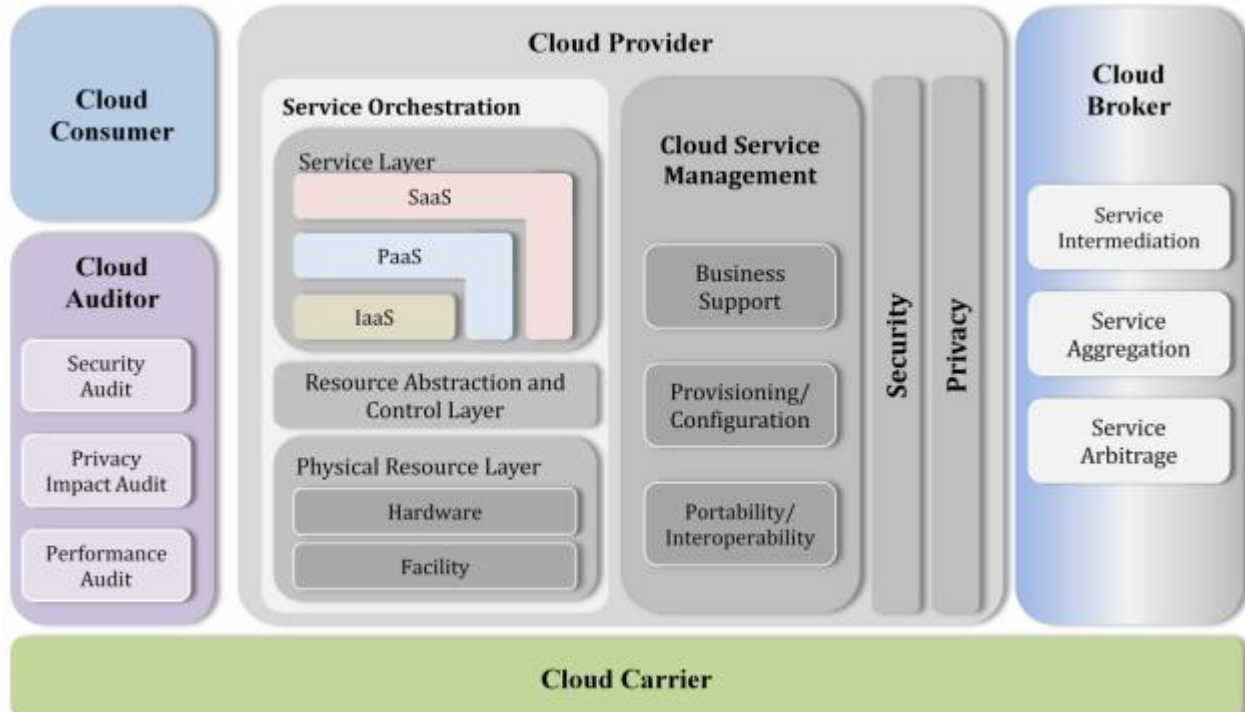 Cloud
Consumer
Cloud
Auditor
Security
Audit
Privacy
Impact Audit
Performance
Audit
Cloud Provider
Service Orchestration
Service Layer
SaaS
PaaS
IaaS
Resource Abstraction and
Control Layer
Physical Resource Layer
Hardware
Facility
Cloud Service
Management
Business
Support
Provisioning/
Configuration
Portability/
Interoperability
Security
Privacy
Cloud
Broker
Service
Intermediation
Service
Aggregation
Service
Arbitrage
Cloud Carrier